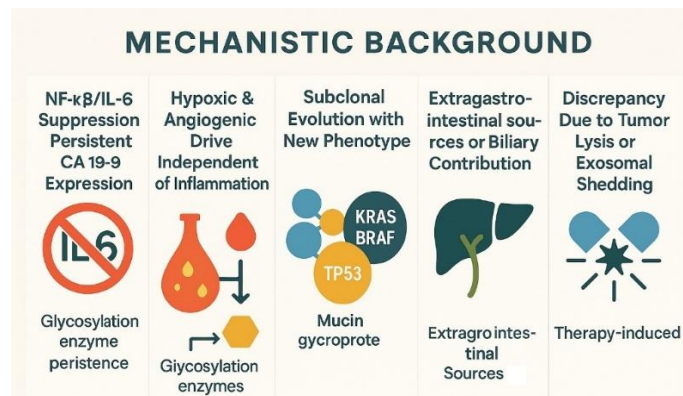 MECHANISTIC BACKGROUND
NF-κβ/IL-6
Suppression
Persistent
CA 19-9
Expression
IL6
Glycosylation
enzyme
peristence
Hypoxic &
Angiogenic
Drive
Independent
of Inflammation
Glycosylation
enzymes
Subclonal
Evolution with
New Phenotype
KRAS
BRAF
TP53
Mucin
gycroprote
Extragastro-
intestinal sou-
rces or Biliary
Contribution
Extragro intes-
tinal
Sources
Discrepancy
Due to Tumor
Lysis or
Exosomal
Shedding
Therapy-induced